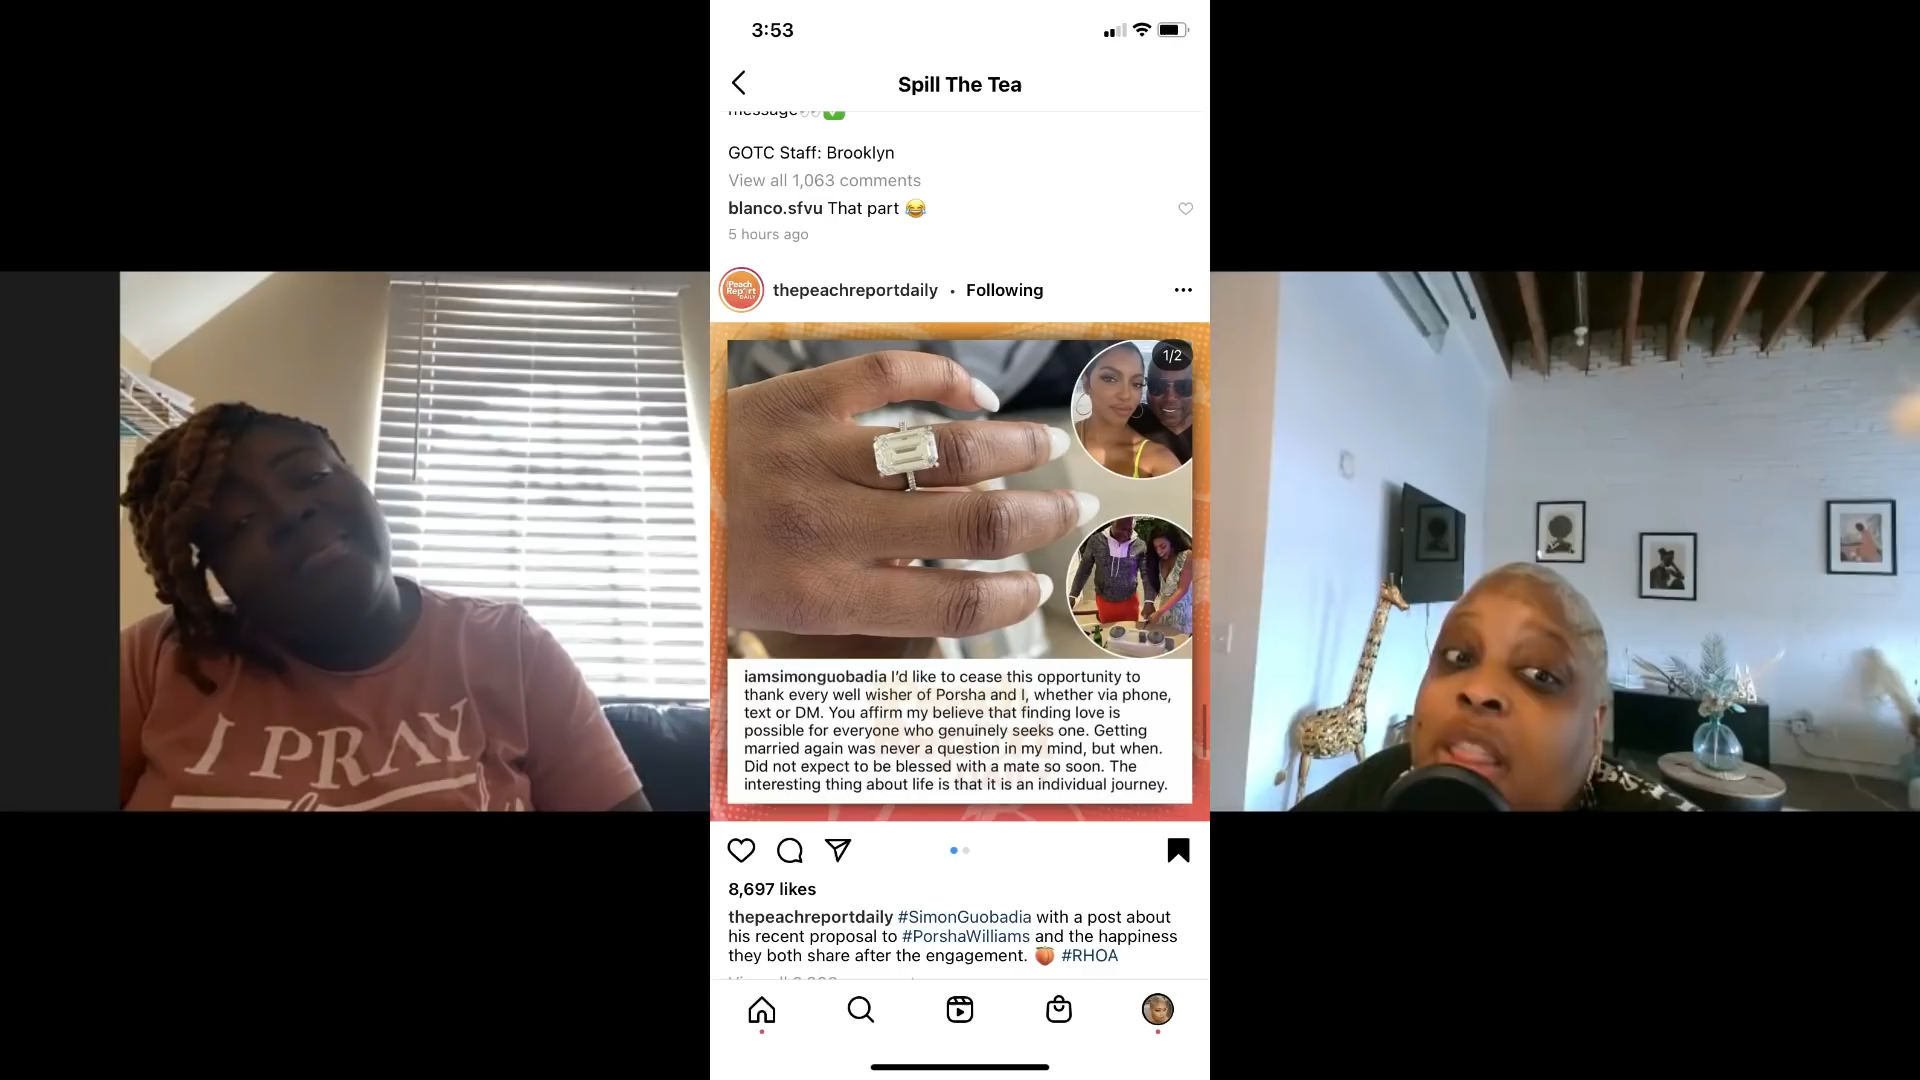 3:53
Spill The Tea
message
GOTC Staff: Brooklyn
View all 1,063 comments
blanco.sfvu That part 😂
5 hours ago
Peach
Report
DAILY
thepeachreportdaily • Following
1/2
iamsimonguobadia I'd like to cease this opportunity to
thank every well wisher of Porsha and I, whether via phone,
text or DM. You affirm my believe that finding love is
possible for everyone who genuinely seeks one. Getting
married again was never a question in my mind, but when.
Did not expect to be blessed with a mate so soon. The
interesting thing about life is that it is an individual journey.
8,697 likes
thepeachreportdaily #SimonGuobadia with a post about
his recent proposal to #PorshaWilliams and the happiness
they both share after the engagement. 🍑 #RHOA
I PRAY